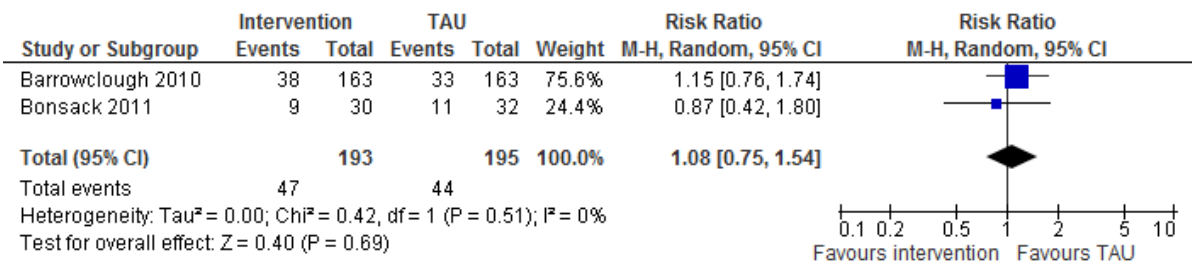 Intervention TAU Risk Ratio Risk Ratio
Study or Subgroup Events Total Events Total Weight M-H, Random, 95% CI M-H, Random, 95% CI
Barrowclough 2010 38 163 33 163 75.6% 1.15 [0.76, 1.74]
Bonsack 2011 9 30 11 32 24.4% 0.87 [0.42, 1.80]
Total (95% CI) 193 195 100.0% 1.08 [0.75, 1.54]
Total events 47 44
Heterogeneity: Tau² = 0.00; Chi² = 0.42, df = 1 (P = 0.51); I² = 0%
Test for overall effect: Z = 0.40 (P = 0.69)
0.1 0.2 0.5 1 2 5 10
Favours intervention Favours TAU